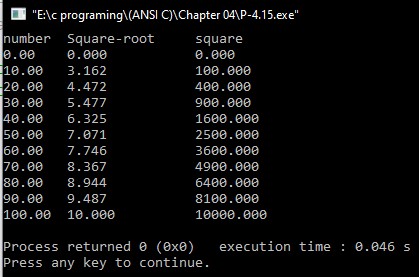 "E:\c programing\(ANSI C)\Chapter 04\P-4.15.exe"
number Square-root square
0.00 0.000 0.000
10.00 3.162 100.000
20.00 4.472 400.000
30.00 5.477 900.000
40.00 6.325 1600.000
50.00 7.071 2500.000
60.00 7.746 3600.000
70.00 8.367 4900.000
80.00 8.944 6400.000
90.00 9.487 8100.000
100.00 10.000 10000.000
Process returned 0 (0x0) execution time : 0.046 s
Press any key to continue.